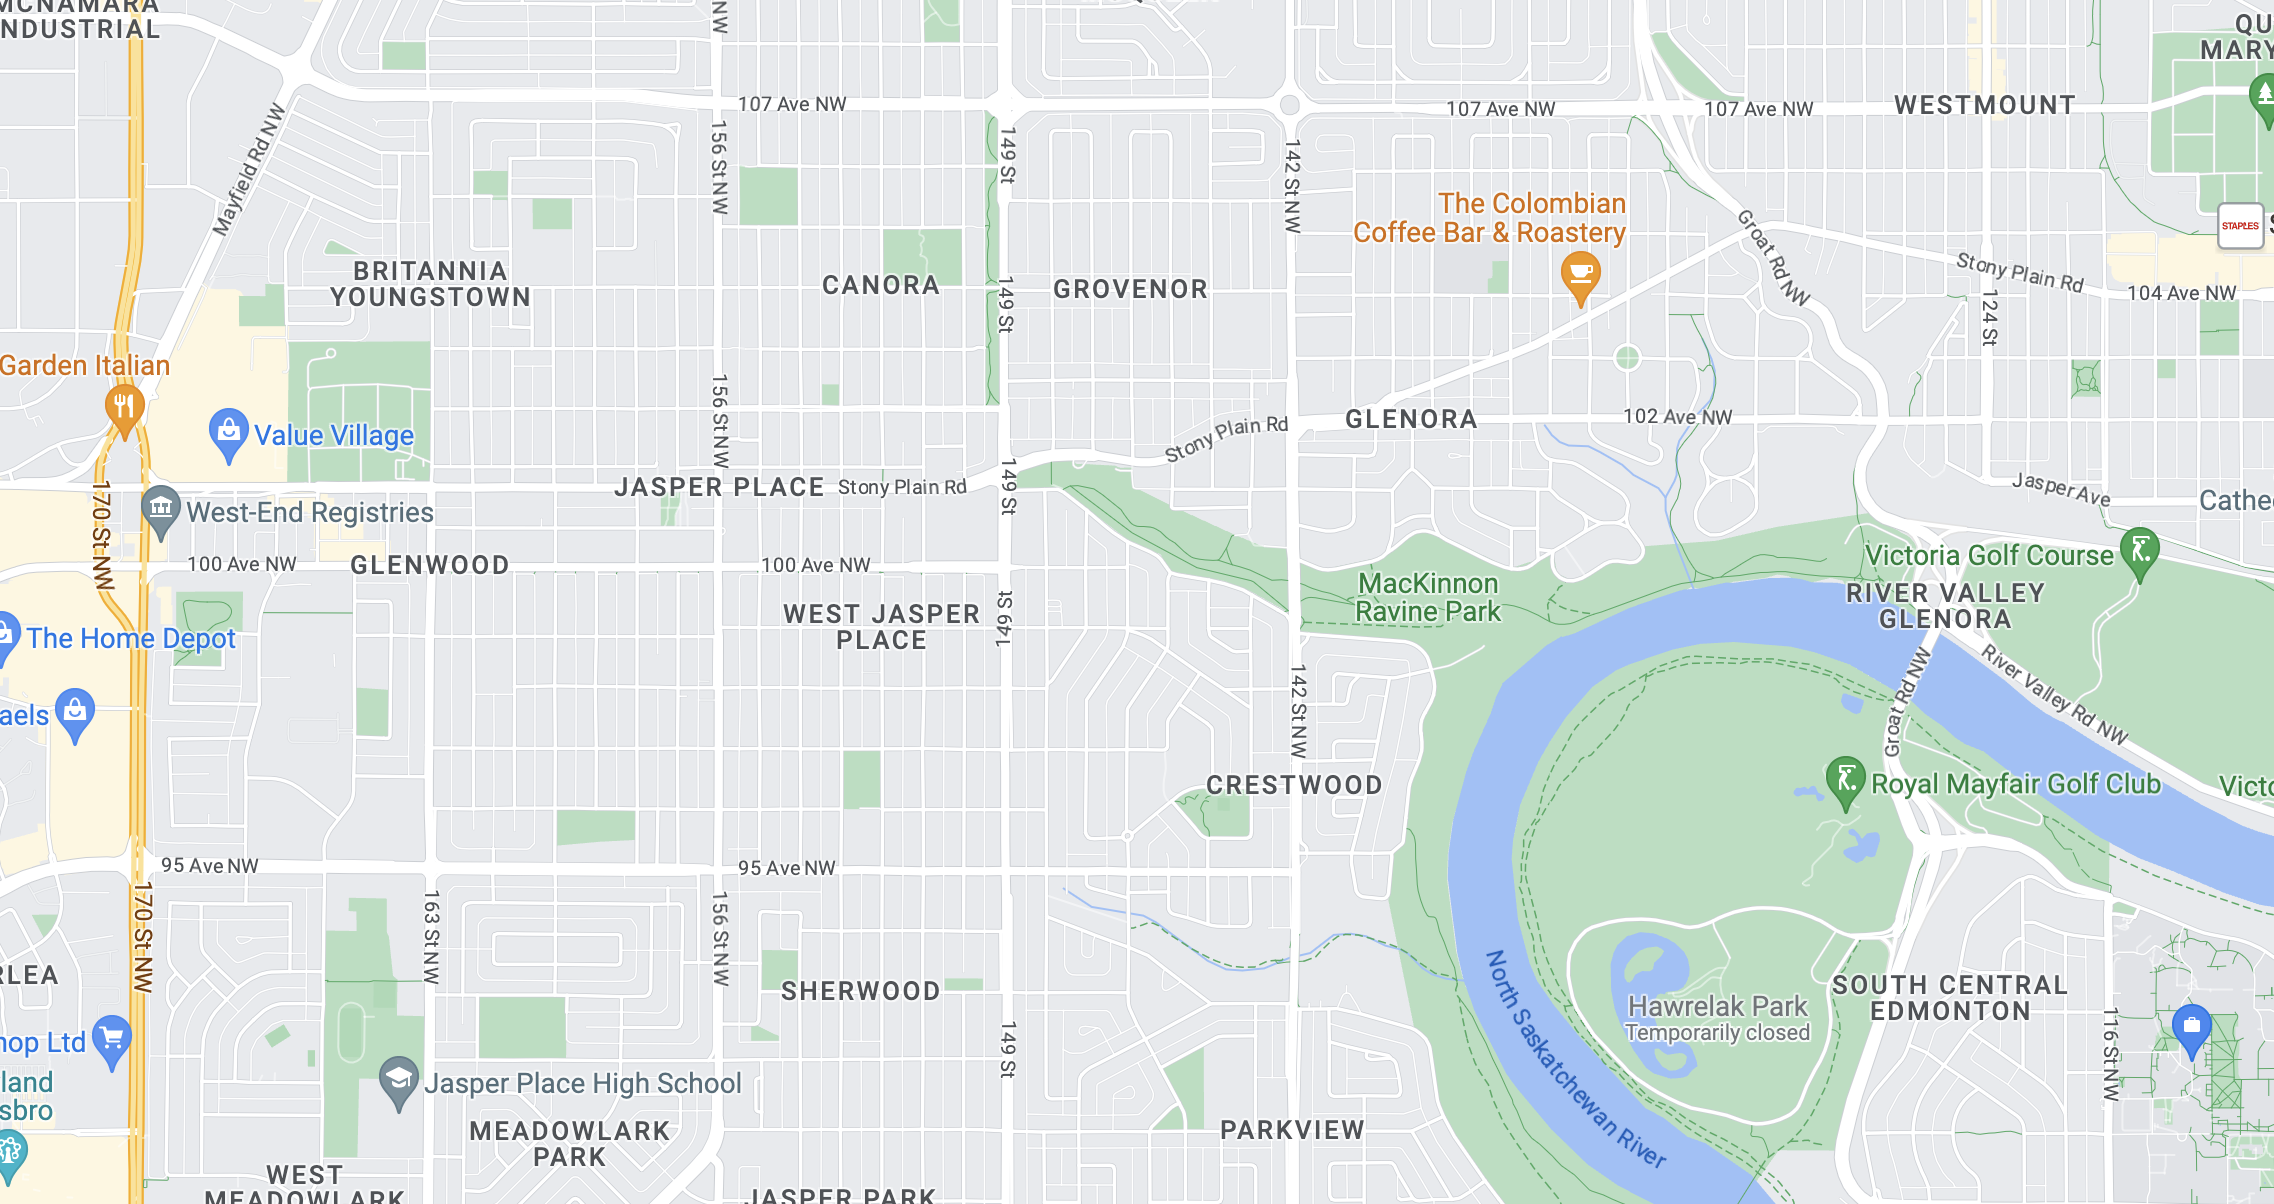 MCNAMARA
INDUSTRIAL
NW
QU
MARY
107 Ave NW
107 Ave NW
107 Ave NW
WESTMOUNT
Mayfield Rd NW
156 St NW
149 St
142 St NW
The Colombian
Coffee Bar & Roastery
Groat Rd NW
STAPLES
S
BRITANNIA
YOUNGSTOWN
CANORA
149 St
GROVENOR
Stony Plain Rd
104 Ave NW
124 St
Garden Italian
156 St NW
Value Village
Stony Plain Rd
GLENORA
102 Ave NW
170 St NW
JASPER PLACE
Stony Plain Rd
149 St
Jasper Ave
Cathe
West-End Registries
100 Ave NW
GLENWOOD
100 Ave NW
149 St
MacKinnon
Ravine Park
Victoria Golf Course
RIVER VALLEY
GLENORA
WEST JASPER
PLACE
The Home Depot
142 St NW
Groat Rd NW
River Valley Rd NW
aels
CRESTWOOD
Royal Mayfair Golf Club
Victo
95 Ave NW
95 Ave NW
170 St NW
163 St NW
156 St NW
RLEA
SHERWOOD
North Saskatchewan River
Hawrelak Park
Temporarily closed
SOUTH CENTRAL
EDMONTON
116 St NW
hop Ltd
149 St
land
sbro
Jasper Place High School
MEADOWLARK
PARK
PARKVIEW
WEST
MEADOWLARK
JASPER PARK